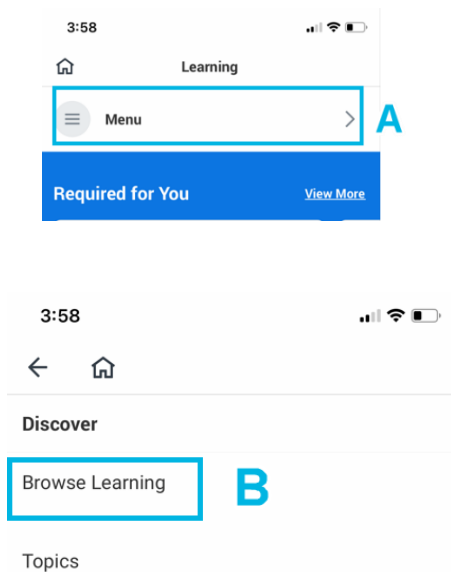 3:58
Learning
Menu
A
Required for You View More
3:58
Discover
Browse Learning
B
Topics